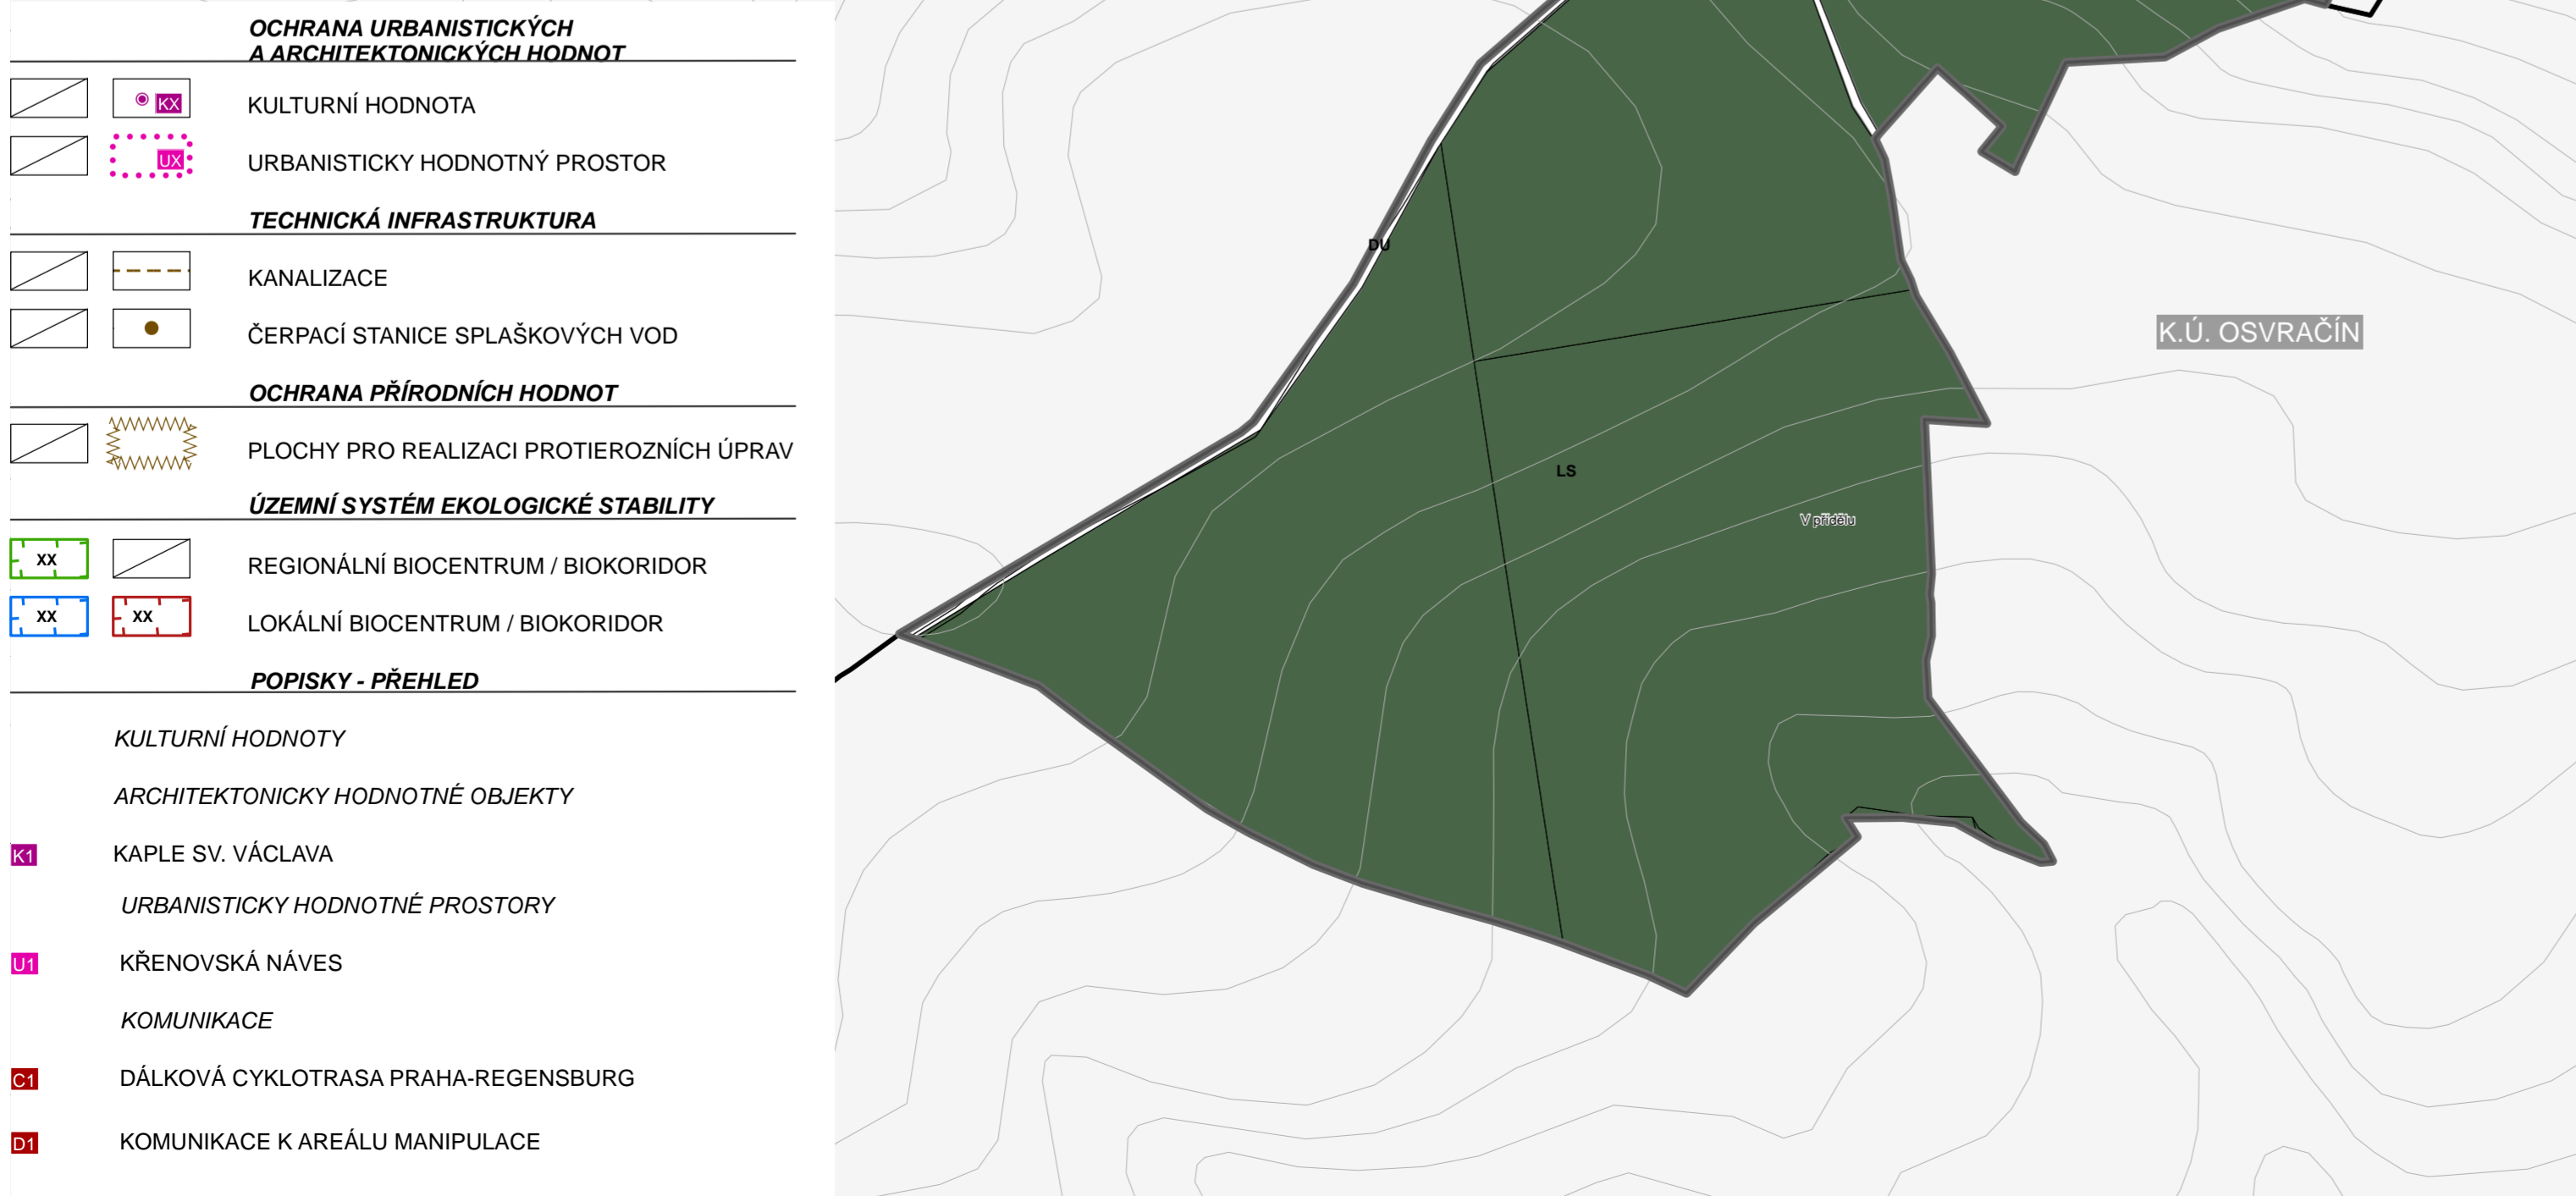 OCHRANA URBANISTICKÝCH
A ARCHITEKTONICKÝCH HODNOT
KX KULTURNÍ HODNOTA
UX URBANISTICKY HODNOTNÝ PROSTOR
TECHNICKÁ INFRASTRUKTURA
KANALIZACE
ČERPACÍ STANICE SPLAŠKOVÝCH VOD
OCHRANA PŘÍRODNÍCH HODNOT
PLOCHY PRO REALIZACI PROTIEROZNÍCH ÚPRAV
ÚZEMNÍ SYSTÉM EKOLOGICKÉ STABILITY
XX REGIONÁLNÍ BIOCENTRUM / BIOKORIDOR
XX XX LOKÁLNÍ BIOCENTRUM / BIOKORIDOR
POPISKY - PŘEHLED
KULTURNÍ HODNOTY
ARCHITEKTONICKY HODNOTNÉ OBJEKTY
K1 KAPLE SV. VÁCLAVA
URBANISTICKY HODNOTNÉ PROSTORY
U1 KŘENOVSKÁ NÁVES
KOMUNIKACE
C1 DÁLKOVÁ CYKLOTRASA PRAHA-REGENSBURG
D1 KOMUNIKACE K AREÁLU MANIPULACE
DU
K.Ú. OSVRAČÍN
LS
V přídělu